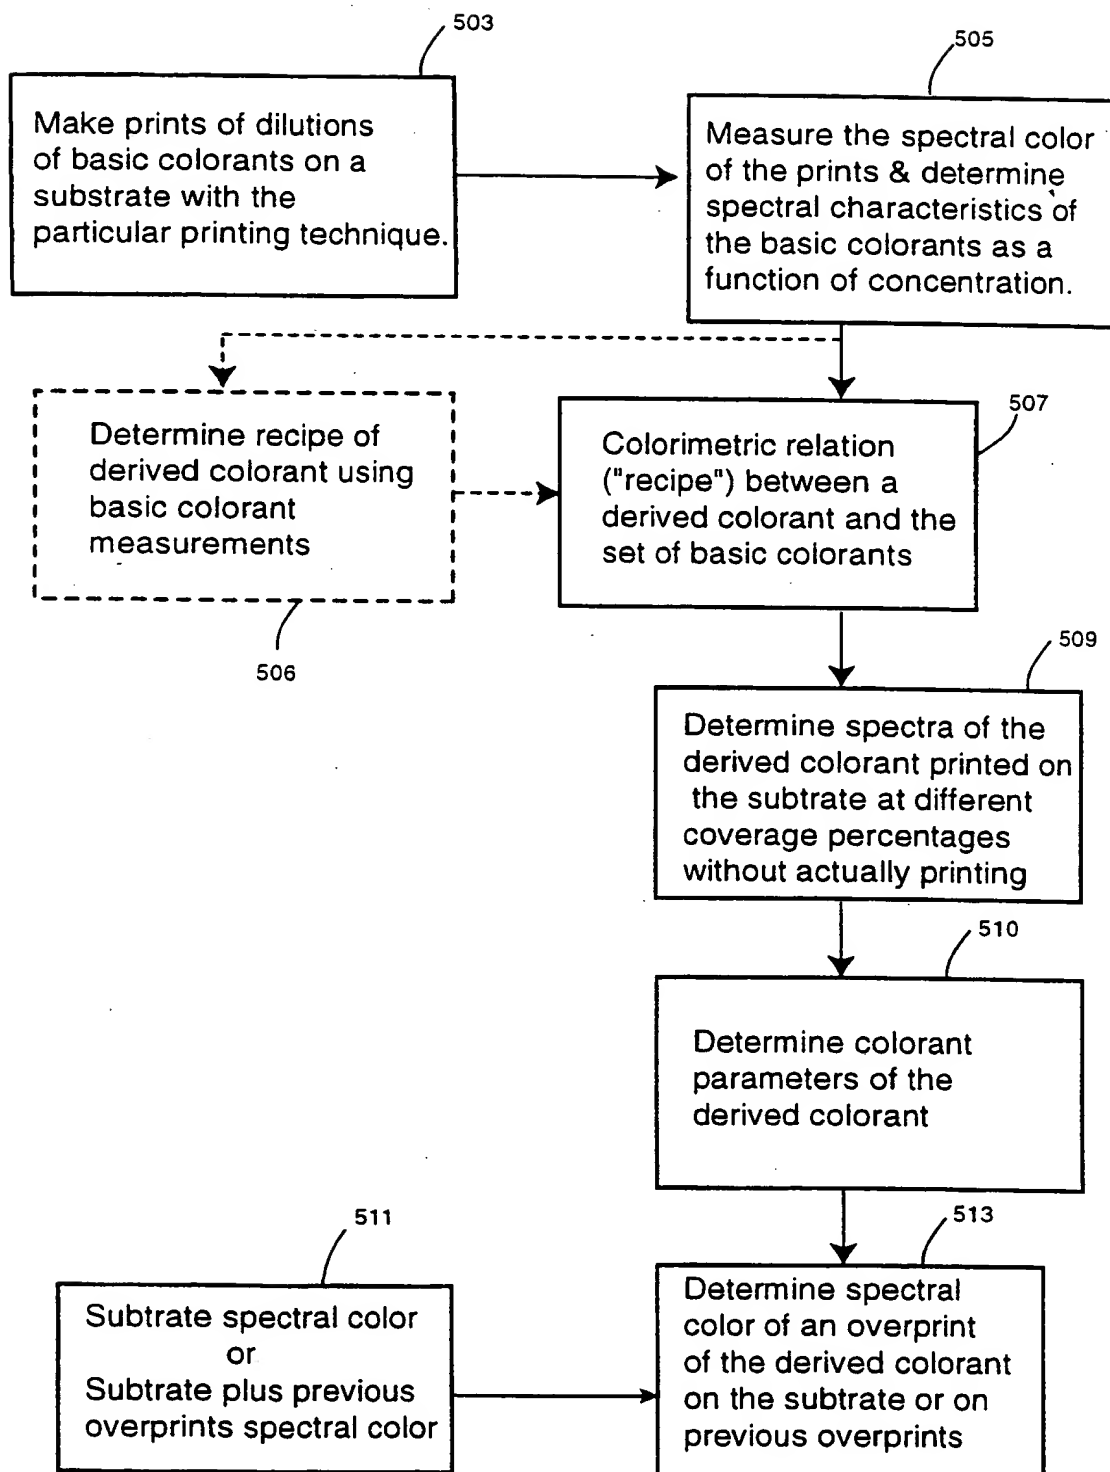 503
Make prints of dilutions
of basic colorants on a
substrate with the
particular printing technique.
505
Measure the spectral color
of the prints & determine
spectral characteristics of
the basic colorants as a
function of concentration.
Determine recipe of
derived colorant using
basic colorant
measurements
506
507
Colorimetric relation
("recipe") between a
derived colorant and the
set of basic colorants
509
Determine spectra of the
derived colorant printed on
the subtrate at different
coverage percentages
without actually printing
510
Determine colorant
parameters of the
derived colorant
511
Subtrate spectral color
or
Subtrate plus previous
overprints spectral color
513
Determine spectral
color of an overprint
of the derived colorant
on the subtrate or on
previous overprints